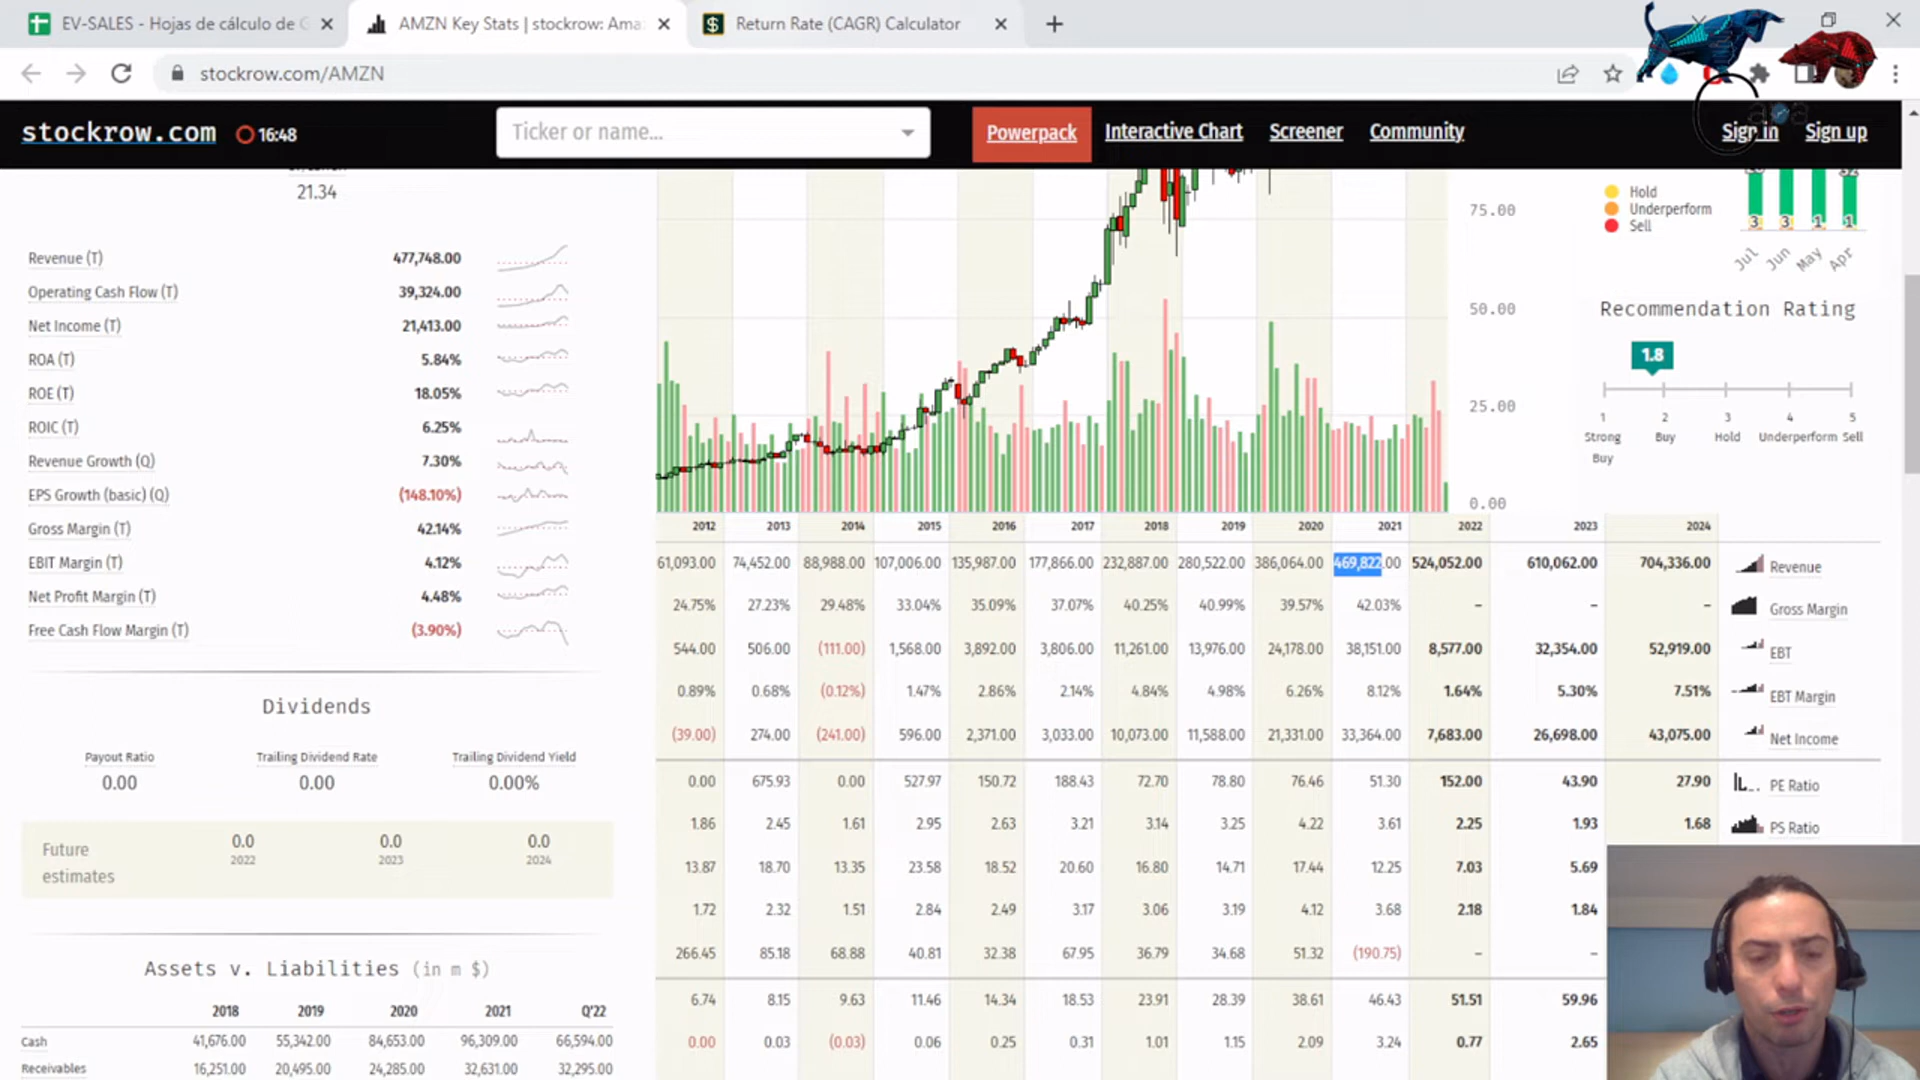 EV-SALES - Hojas de cálculo de G
AMZN Key Stats | stockrow: Ama
Return Rate (CAGR) Calculator
stockrow.com/AMZN
stockrow.com
16:48
Ticker or name...
Powerpack
Interactive Chart
Screener
Community
Sign in
Sign up
21.34
Revenue (T) 477,748.00
Operating Cash Flow (T) 39,324.00
Net Income (T) 21,413.00
ROA (T) 5.84%
ROE (T) 18.05%
ROIC (T) 6.25%
Revenue Growth (Q) 7.30%
EPS Growth (basic) (Q) (148.10%)
Gross Margin (T) 42.14%
EBIT Margin (T) 4.12%
Net Profit Margin (T) 4.48%
Free Cash Flow Margin (T) (3.90%)
Dividends
Payout Ratio Trailing Dividend Rate Trailing Dividend Yield
0.00 0.00 0.00%
Future estimates
0.0 0.0 0.0
2022 2023 2024
Assets v. Liabilities (in m $)
2018 2019 2020 2021 Q'22
Cash 41,676.00 55,342.00 84,653.00 96,309.00 66,594.00
Receivables 16,251.00 20,495.00 24,285.00 32,631.00 32,295.00
75.00
50.00
25.00
0.00
2012 2013 2014 2015 2016 2017 2018 2019 2020 2021 2022 2023 2024
61,093.00 74,452.00 88,988.00 107,006.00 135,987.00 177,866.00 232,887.00 280,522.00 386,064.00 469,822.00 524,052.00 610,062.00 704,336.00 Revenue
24.75% 27.23% 29.48% 33.04% 35.09% 37.07% 40.25% 40.99% 39.57% 42.03% – – – Gross Margin
544.00 506.00 (111.00) 1,568.00 3,892.00 3,806.00 11,261.00 13,976.00 24,178.00 38,151.00 8,577.00 32,354.00 52,919.00 EBT
0.89% 0.68% (0.12%) 1.47% 2.86% 2.14% 4.84% 4.98% 6.26% 8.12% 1.64% 5.30% 7.51% EBT Margin
(39.00) 274.00 (241.00) 596.00 2,371.00 3,033.00 10,073.00 11,588.00 21,331.00 33,364.00 7,683.00 26,698.00 43,075.00 Net Income
0.00 675.93 0.00 527.97 150.72 188.43 72.70 78.80 76.46 51.30 152.00 43.90 27.90 PE Ratio
1.86 2.45 1.61 2.95 2.63 3.21 3.14 3.25 4.22 3.61 2.25 1.93 1.68 PS Ratio
13.87 18.70 13.35 23.58 18.52 20.60 16.80 14.71 17.44 12.25 7.03 5.69
1.72 2.32 1.51 2.84 2.49 3.17 3.06 3.19 4.12 3.68 2.18 1.84
266.45 85.18 68.88 40.81 32.38 67.95 36.79 34.68 51.32 (190.75) – –
6.74 8.15 9.63 11.46 14.34 18.53 23.91 28.39 38.61 46.43 51.51 59.96
0.00 0.03 (0.03) 0.06 0.25 0.31 1.01 1.15 2.09 3.24 0.77 2.65
Hold
Underperform
Sell
3 3 1 1
Jul Jun May Apr
Recommendation Rating
1.8
1 2 3 4 5
Strong Buy Buy Hold Underperform Sell